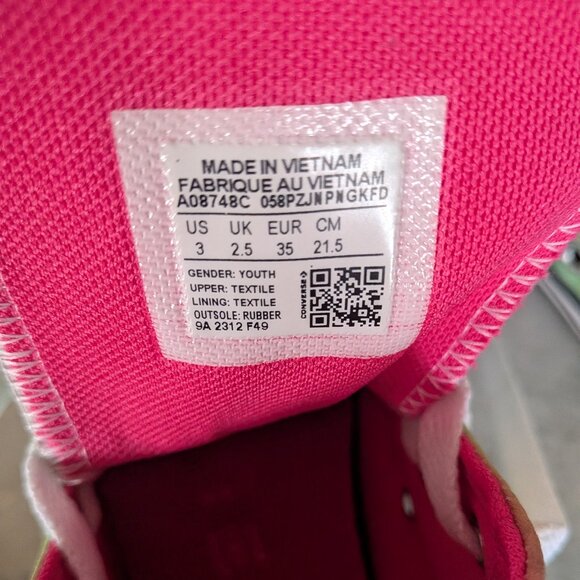 MADE IN VIETNAM
FABRIQUE AU VIETNAM
A08748C 058PZJNPNGKFD
US UK EUR CM
3 2.5 35 21.5
GENDER: YOUTH
UPPER: TEXTILE
LINING: TEXTILE
OUTSOLE: RUBBER
9A 2312 F49
CONVERSE